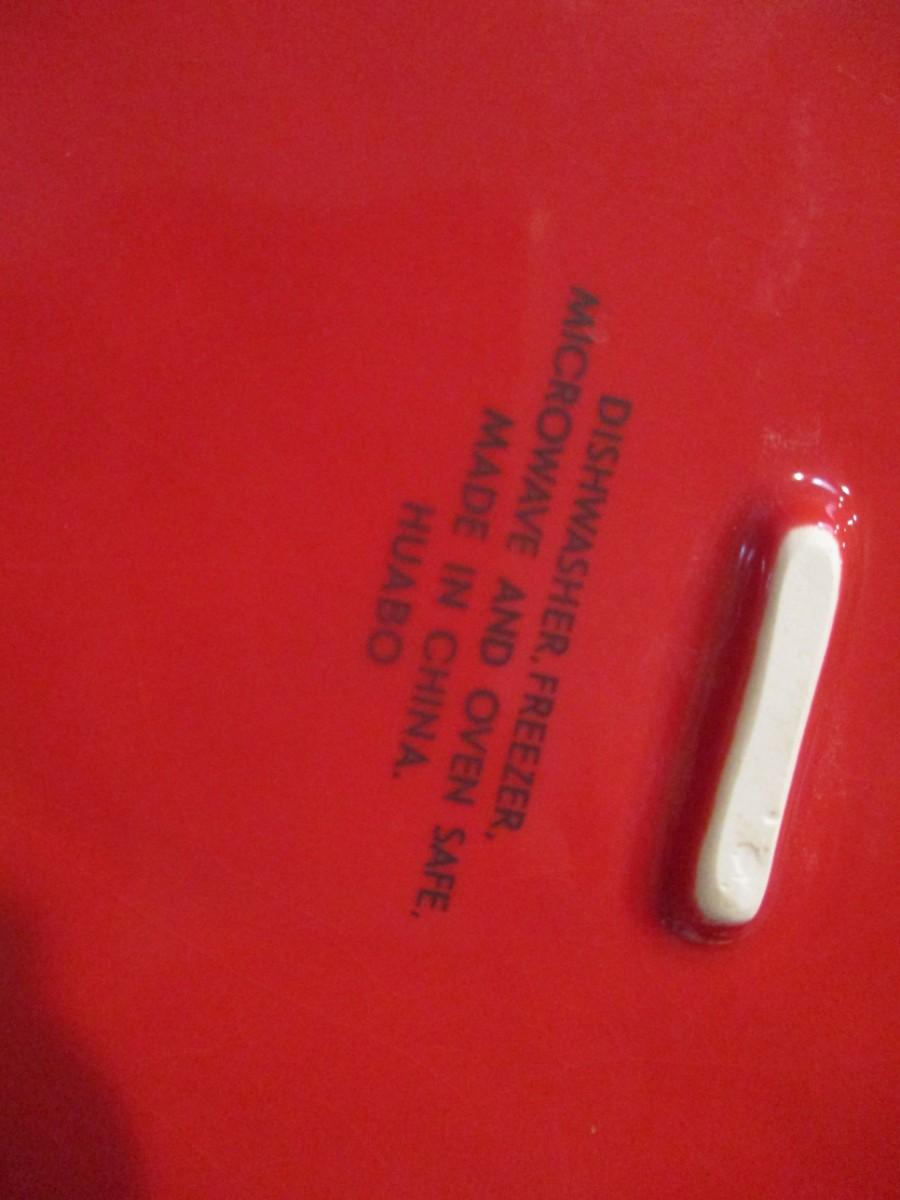 DISHWASHER, FREEZER,
MICROWAVE AND OVEN SAFE,
MADE IN CHINA.
HUABO